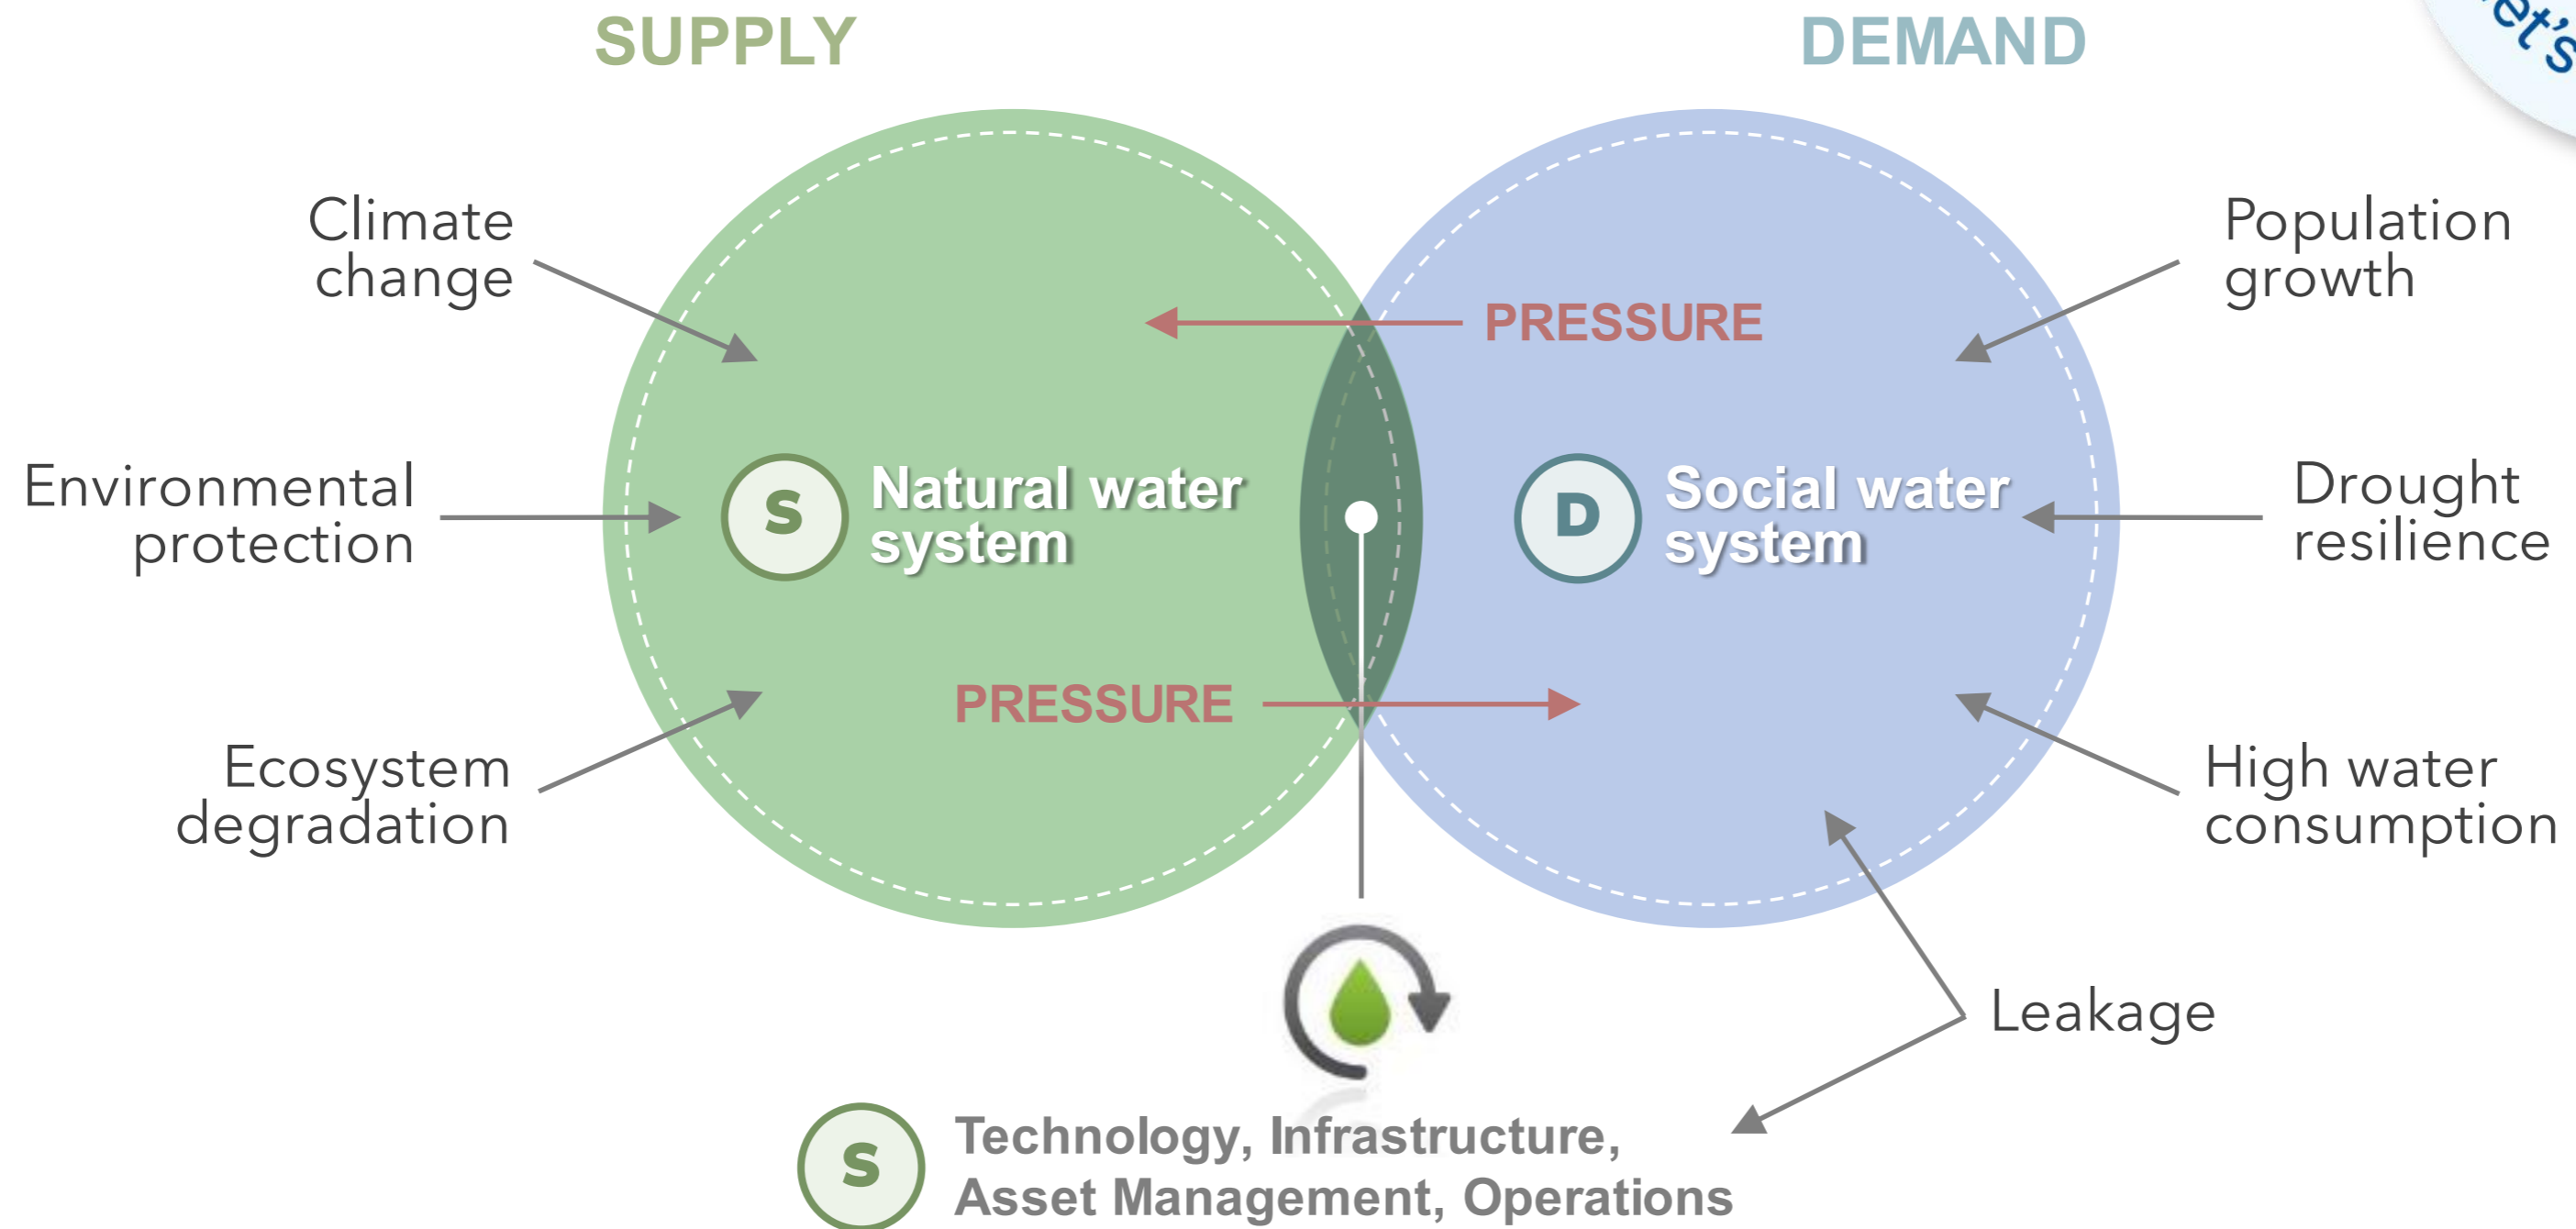 SUPPLY
DEMAND
Climate
change
Population
growth
PRESSURE
Environmental
protection
S
Natural water
system
D
Social water
system
Drought
resilience
PRESSURE
Ecosystem
degradation
High water
consumption
Leakage
S
Technology, Infrastructure,
Asset Management, Operations